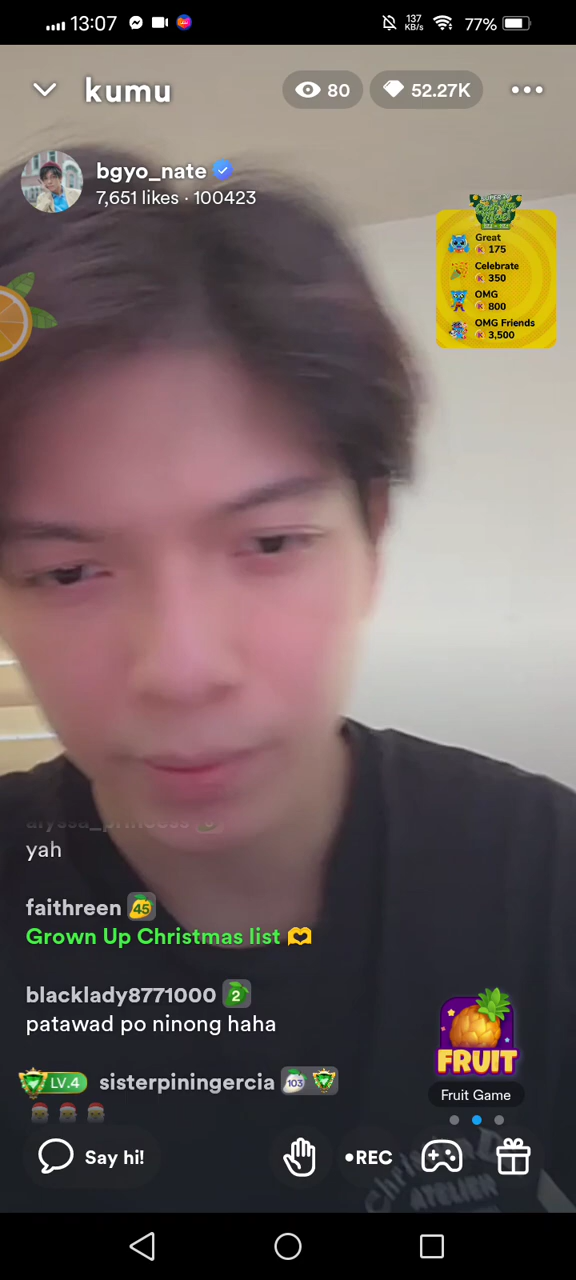 13:07
137
KB/s
77%
kumu
80
52.27K
bgyo_nate
7,651 likes · 100423
Great
175
Celebrate
350
OMG
800
OMG Friends
3,500
alyssa_princess
yah
faithreen 45
Grown Up Christmas list
blacklady8771000 2
patawad po ninong haha
LV.4 sisterpiningercia 103
FRUIT
Fruit Game
Say hi!
REC
ATELIER